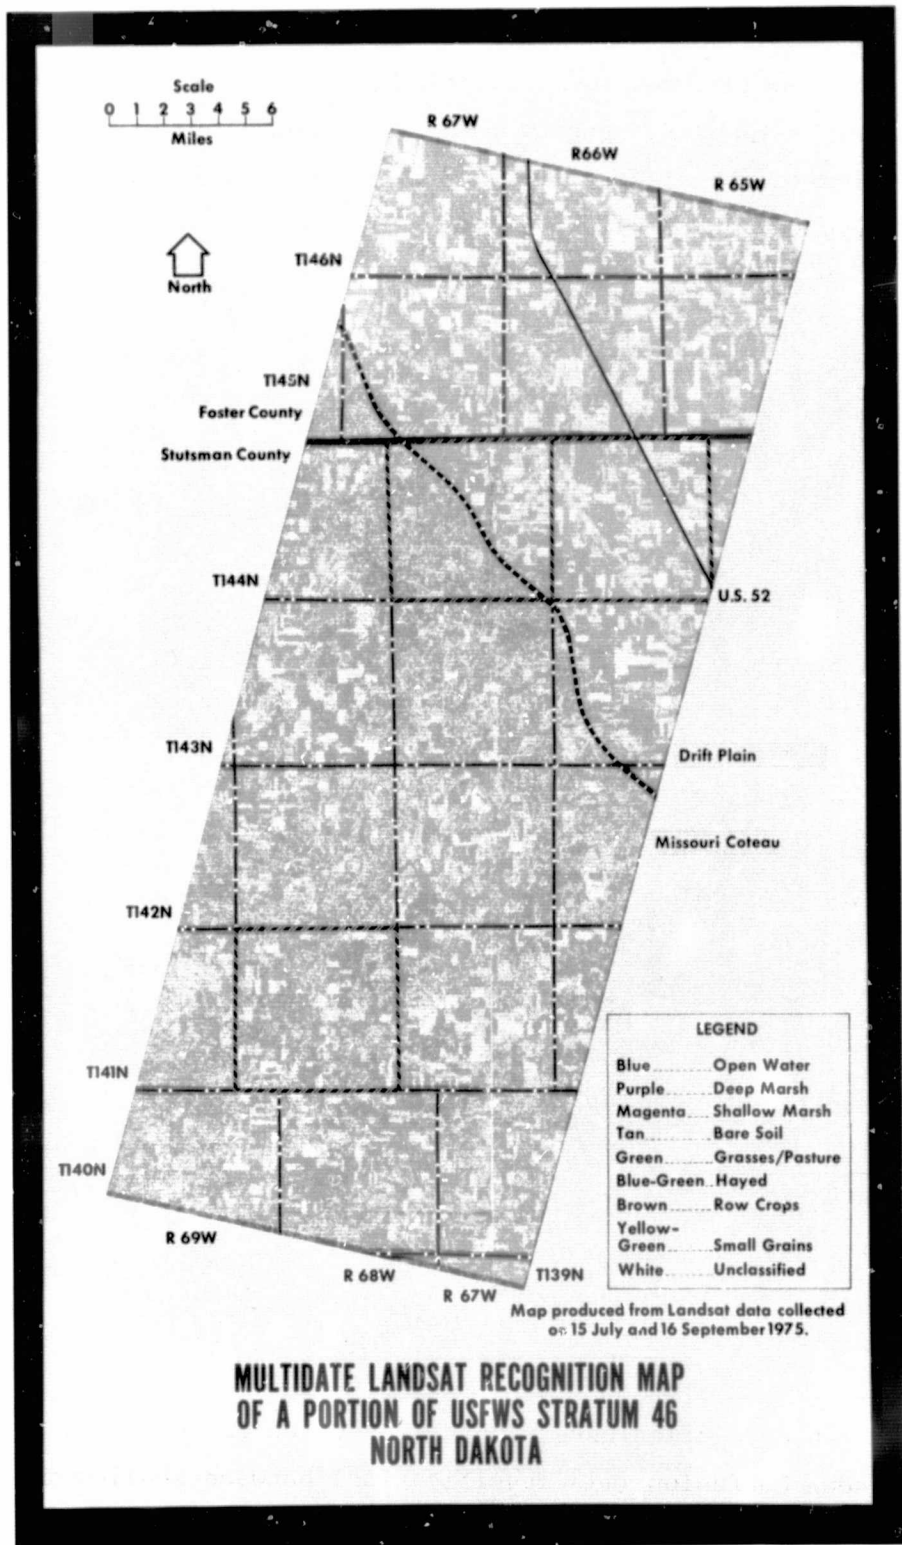 Scale
0 1 2 3 4 5 6
Miles
R 67W
R66W
R 65W
North
T146N
T145N
Foster County
Stutsman County
T144N
U.S. 52
T143N
Drift Plain
Missouri Coteau
T142N
T141N
T140N
R 69W
R 68W
R 67W
T139N
LEGEND
Blue........Open Water
Purple........Deep Marsh
Magenta....Shallow Marsh
Tan........Bare Soil
Green........Grasses/Pasture
Blue-Green..Hayed
Brown........Row Crops
Yellow-
Green........Small Grains
White........Unclassified
Map produced from Landsat data collected
on 15 July and 16 September 1975.
MULTIDATE LANDSAT RECOGNITION MAP
OF A PORTION OF USFWS STRATUM 46
NORTH DAKOTA